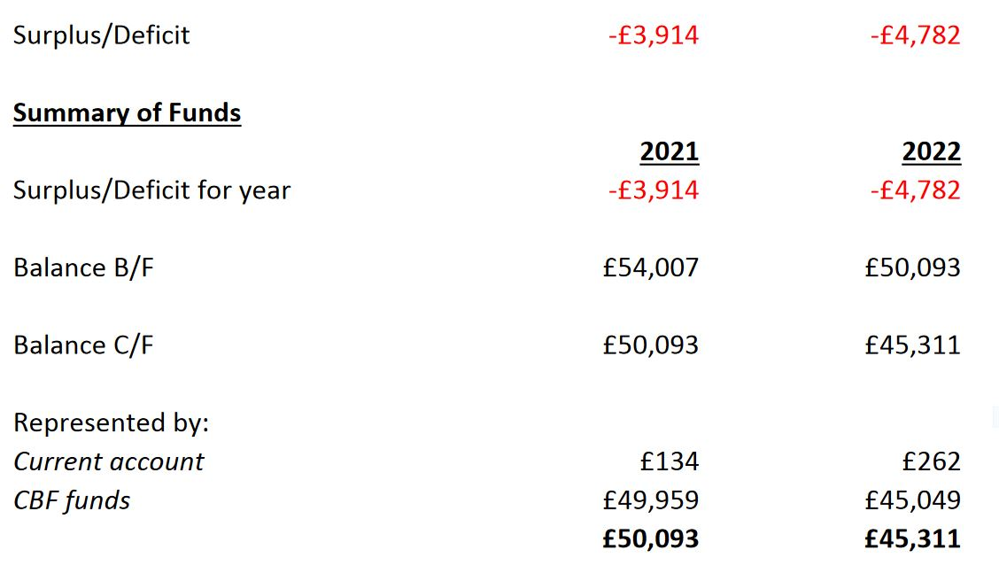 Surplus/Deficit -£3,914 -£4,782
Summary of Funds
2021 2022
Surplus/Deficit for year -£3,914 -£4,782
Balance B/F £54,007 £50,093
Balance C/F £50,093 £45,311
Represented by:
Current account £134 £262
CBF funds £49,959 £45,049
£50,093 £45,311